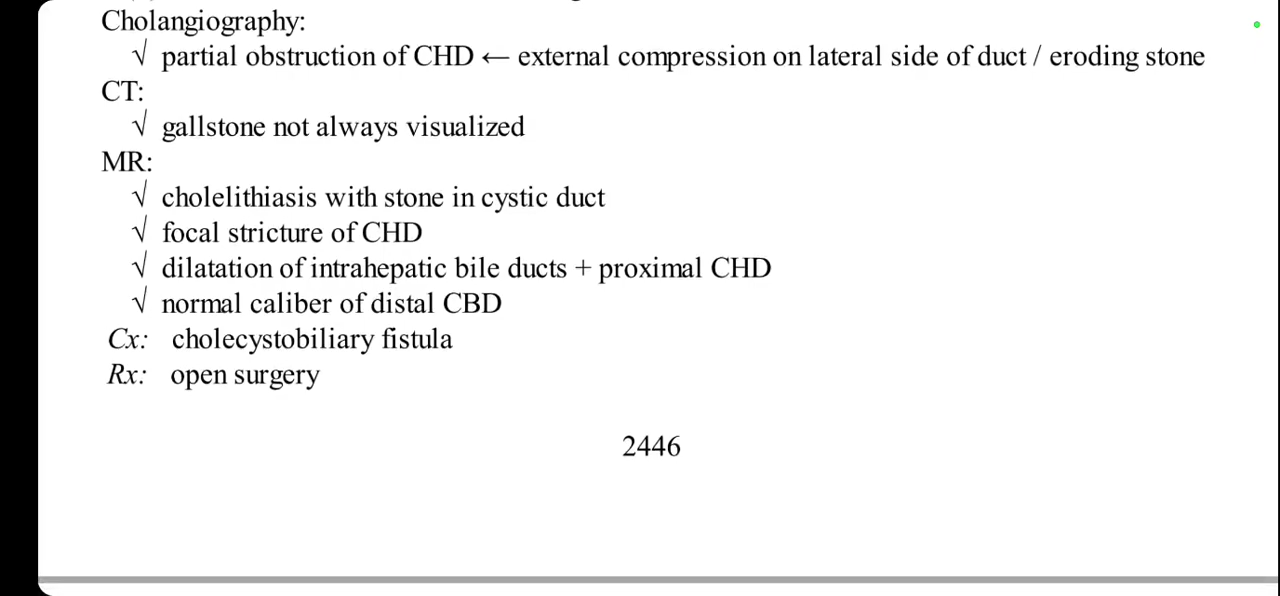 Cholangiography:
√ partial obstruction of CHD ← external compression on lateral side of duct / eroding stone
CT:
√ gallstone not always visualized
MR:
√ cholelithiasis with stone in cystic duct
√ focal stricture of CHD
√ dilatation of intrahepatic bile ducts + proximal CHD
√ normal caliber of distal CBD
Cx: cholecystobiliary fistula
Rx: open surgery
2446